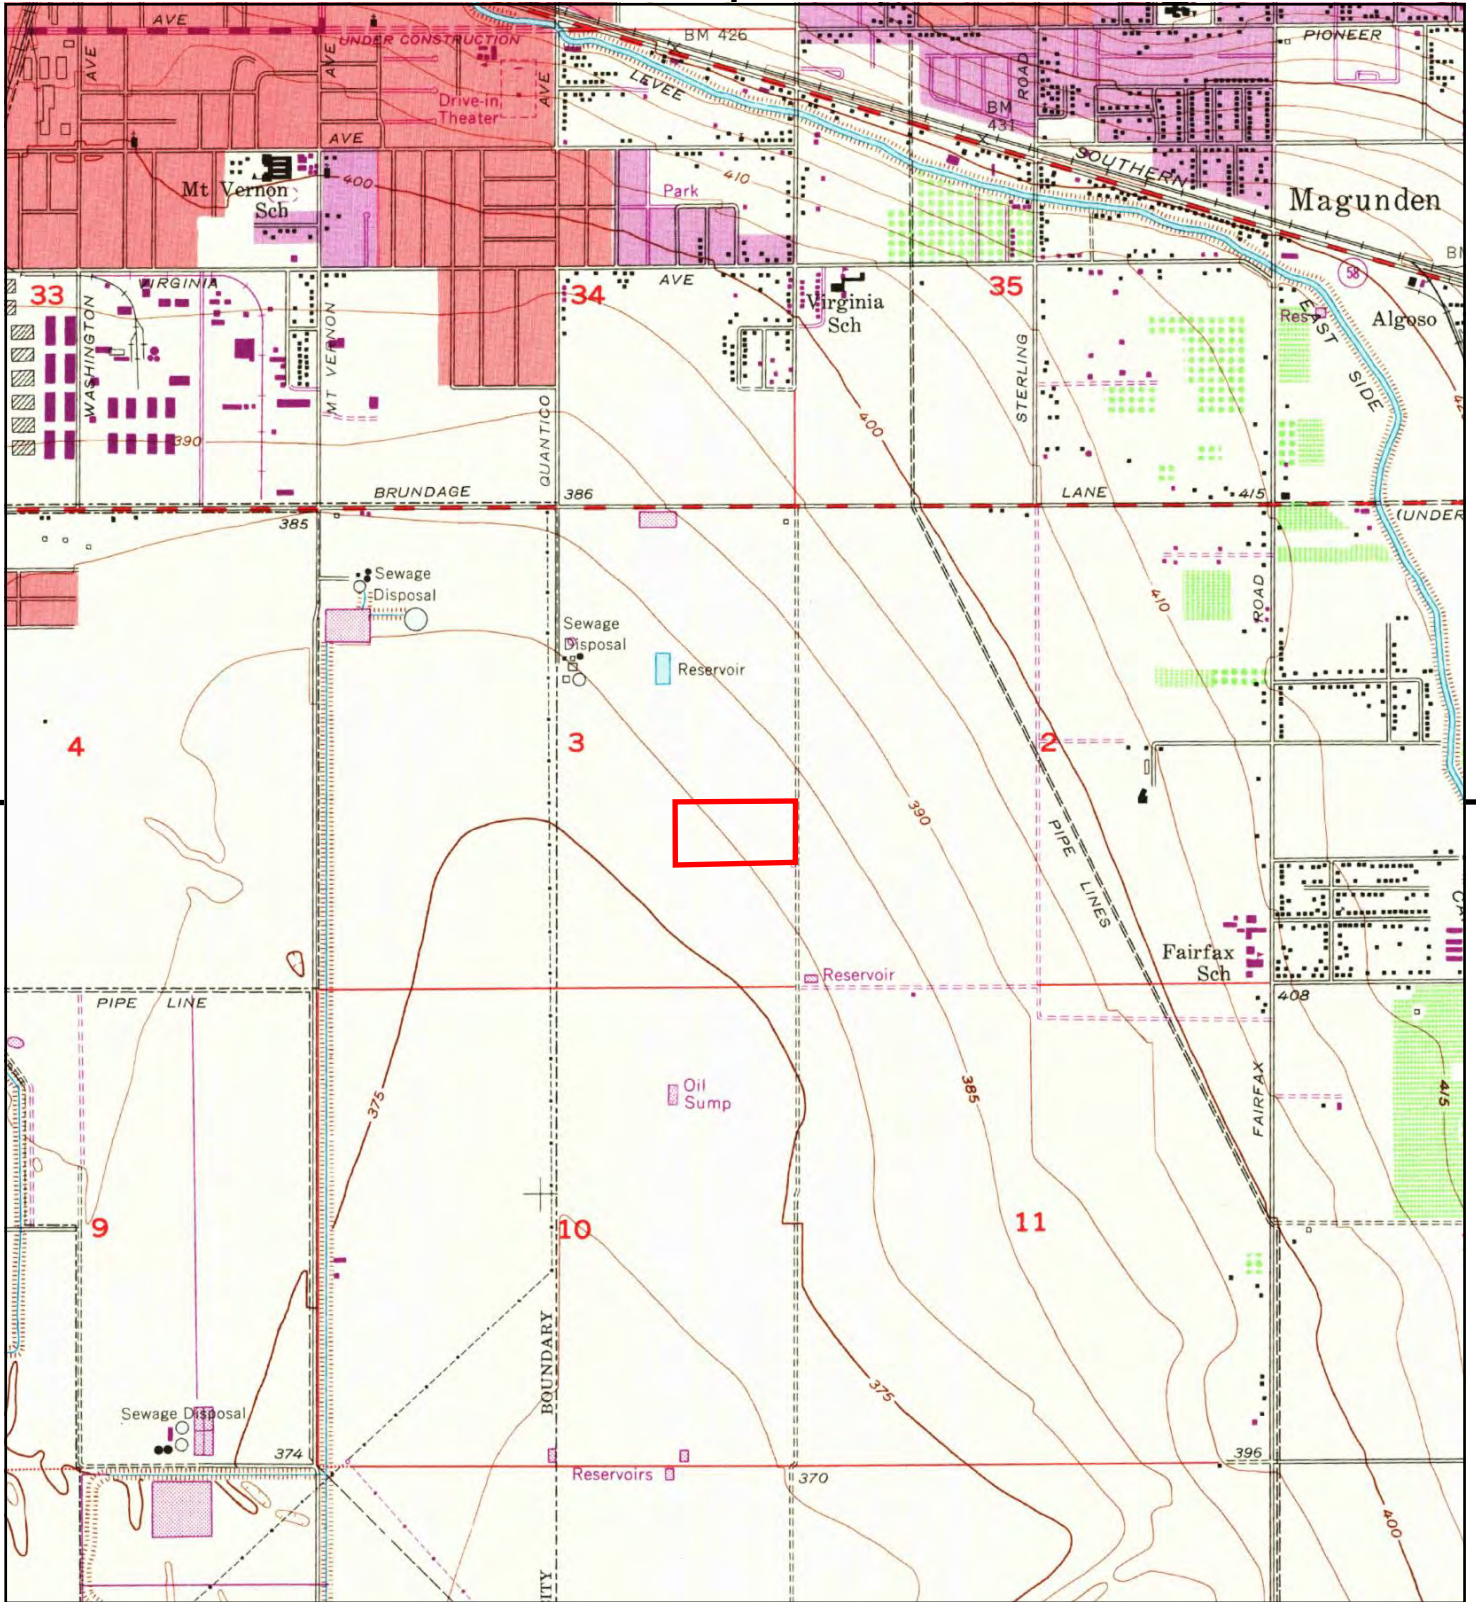 AVE
UNDER CONSTRUCTION
BM 426
PIONEER
AVE
AVE
AVE
LEVEE
ROAD
Drive-in
Theater
BM
431
AVE
SOUTHERN
Mt Vernon
Sch
400
410
Park
Magunden
58
33
VIRGINIA
34
AVE
Virginia
Sch
35
EAST SIDE
Res
Algoso
WASHINGTON
MT VERNON
QUANTICO
STERLING
400
390
BRUNDAGE
386
LANE
415
385
(UNDER
Sewage
Disposal
410
ROAD
Sewage
Disposal
Reservoir
4
3
2
390
PIPE LINES
Fairfax
Sch
Reservoir
PIPE LINE
408
375
Oil
Sump
385
FAIRFAX
415
9
10
11
BOUNDARY
375
Sewage Disposal
374
396
Reservoirs
370
400